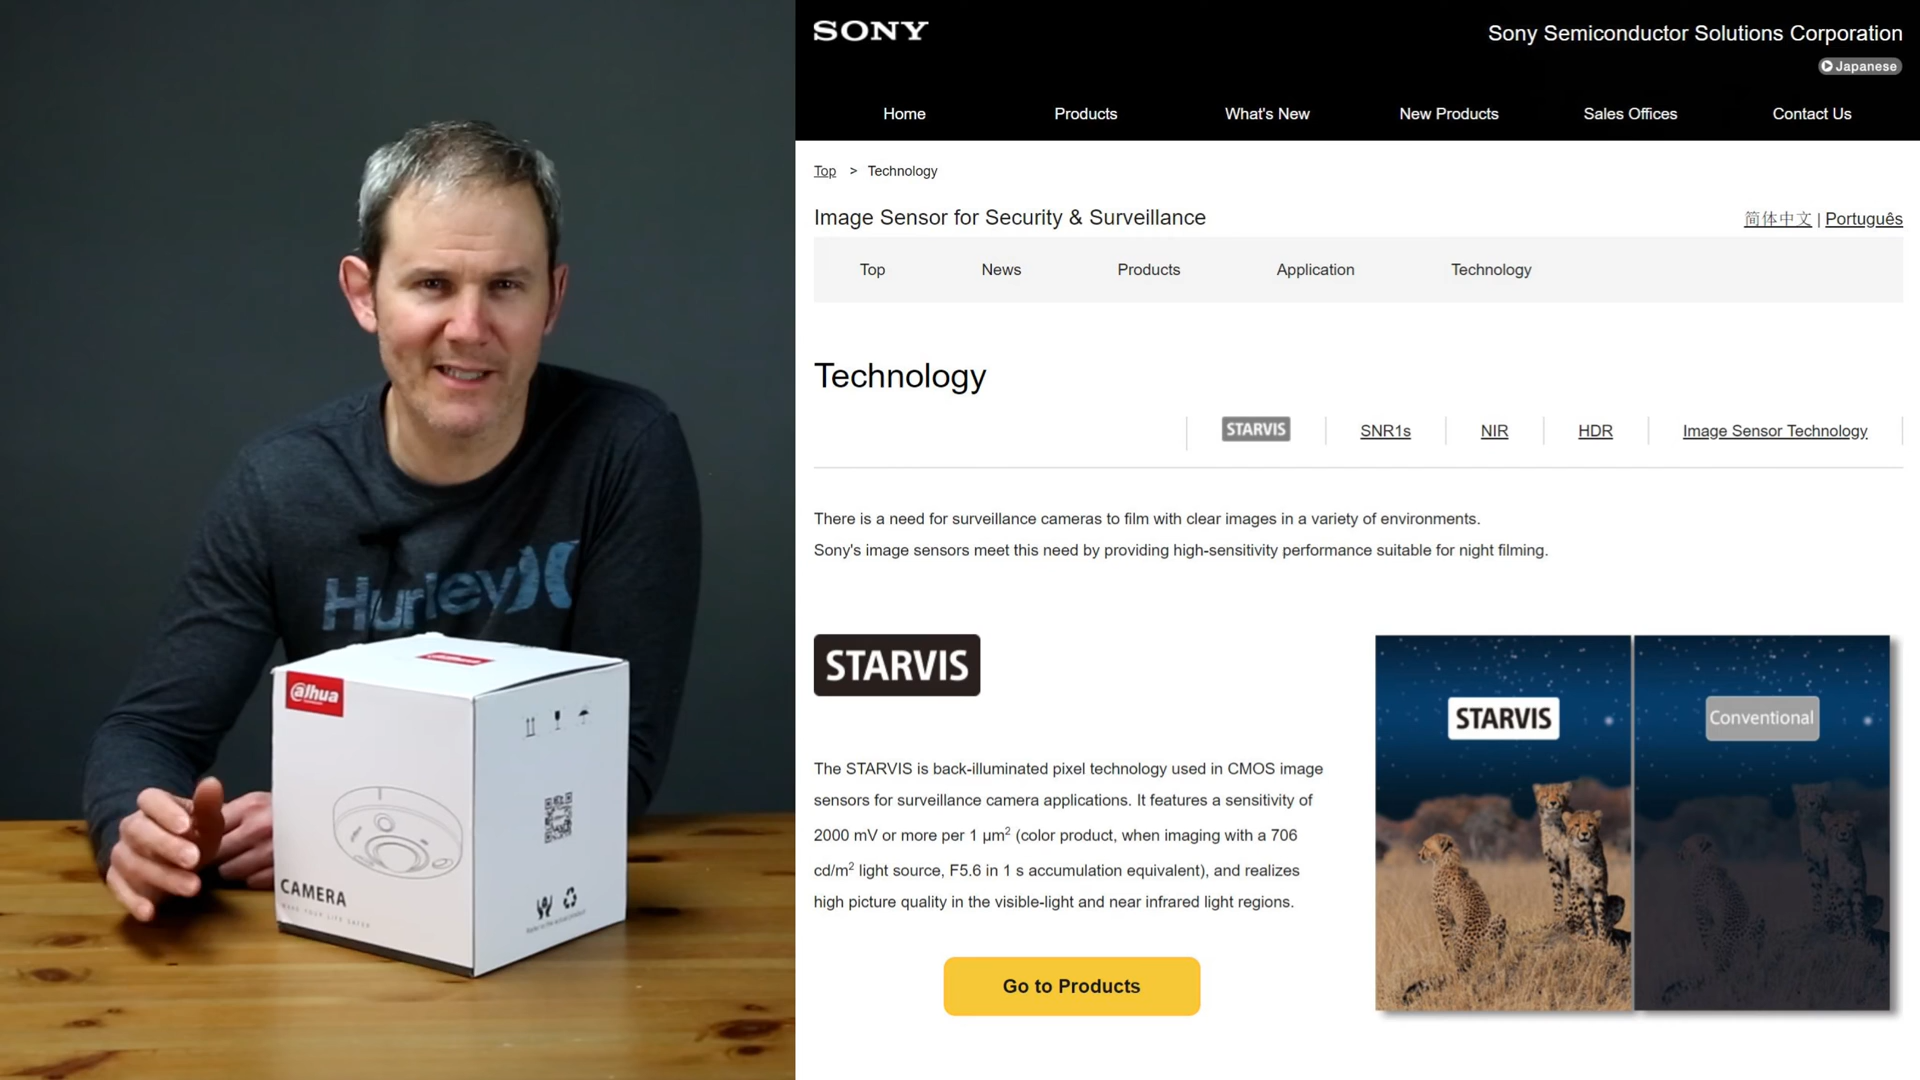 Hurley
alhua
CAMERA
SONY
Sony Semiconductor Solutions Corporation
Japanese
Home Products What's New New Products Sales Offices Contact Us
Top > Technology
Image Sensor for Security & Surveillance
简体中文 | Português
Top News Products Application Technology
Technology
STARVIS SNR1s NIR HDR Image Sensor Technology
There is a need for surveillance cameras to film with clear images in a variety of environments.
Sony's image sensors meet this need by providing high-sensitivity performance suitable for night filming.
STARVIS
The STARVIS is back-illuminated pixel technology used in CMOS image
sensors for surveillance camera applications. It features a sensitivity of
2000 mV or more per 1 µm² (color product, when imaging with a 706
cd/m² light source, F5.6 in 1 s accumulation equivalent), and realizes
high picture quality in the visible-light and near infrared light regions.
Go to Products
STARVIS
Conventional